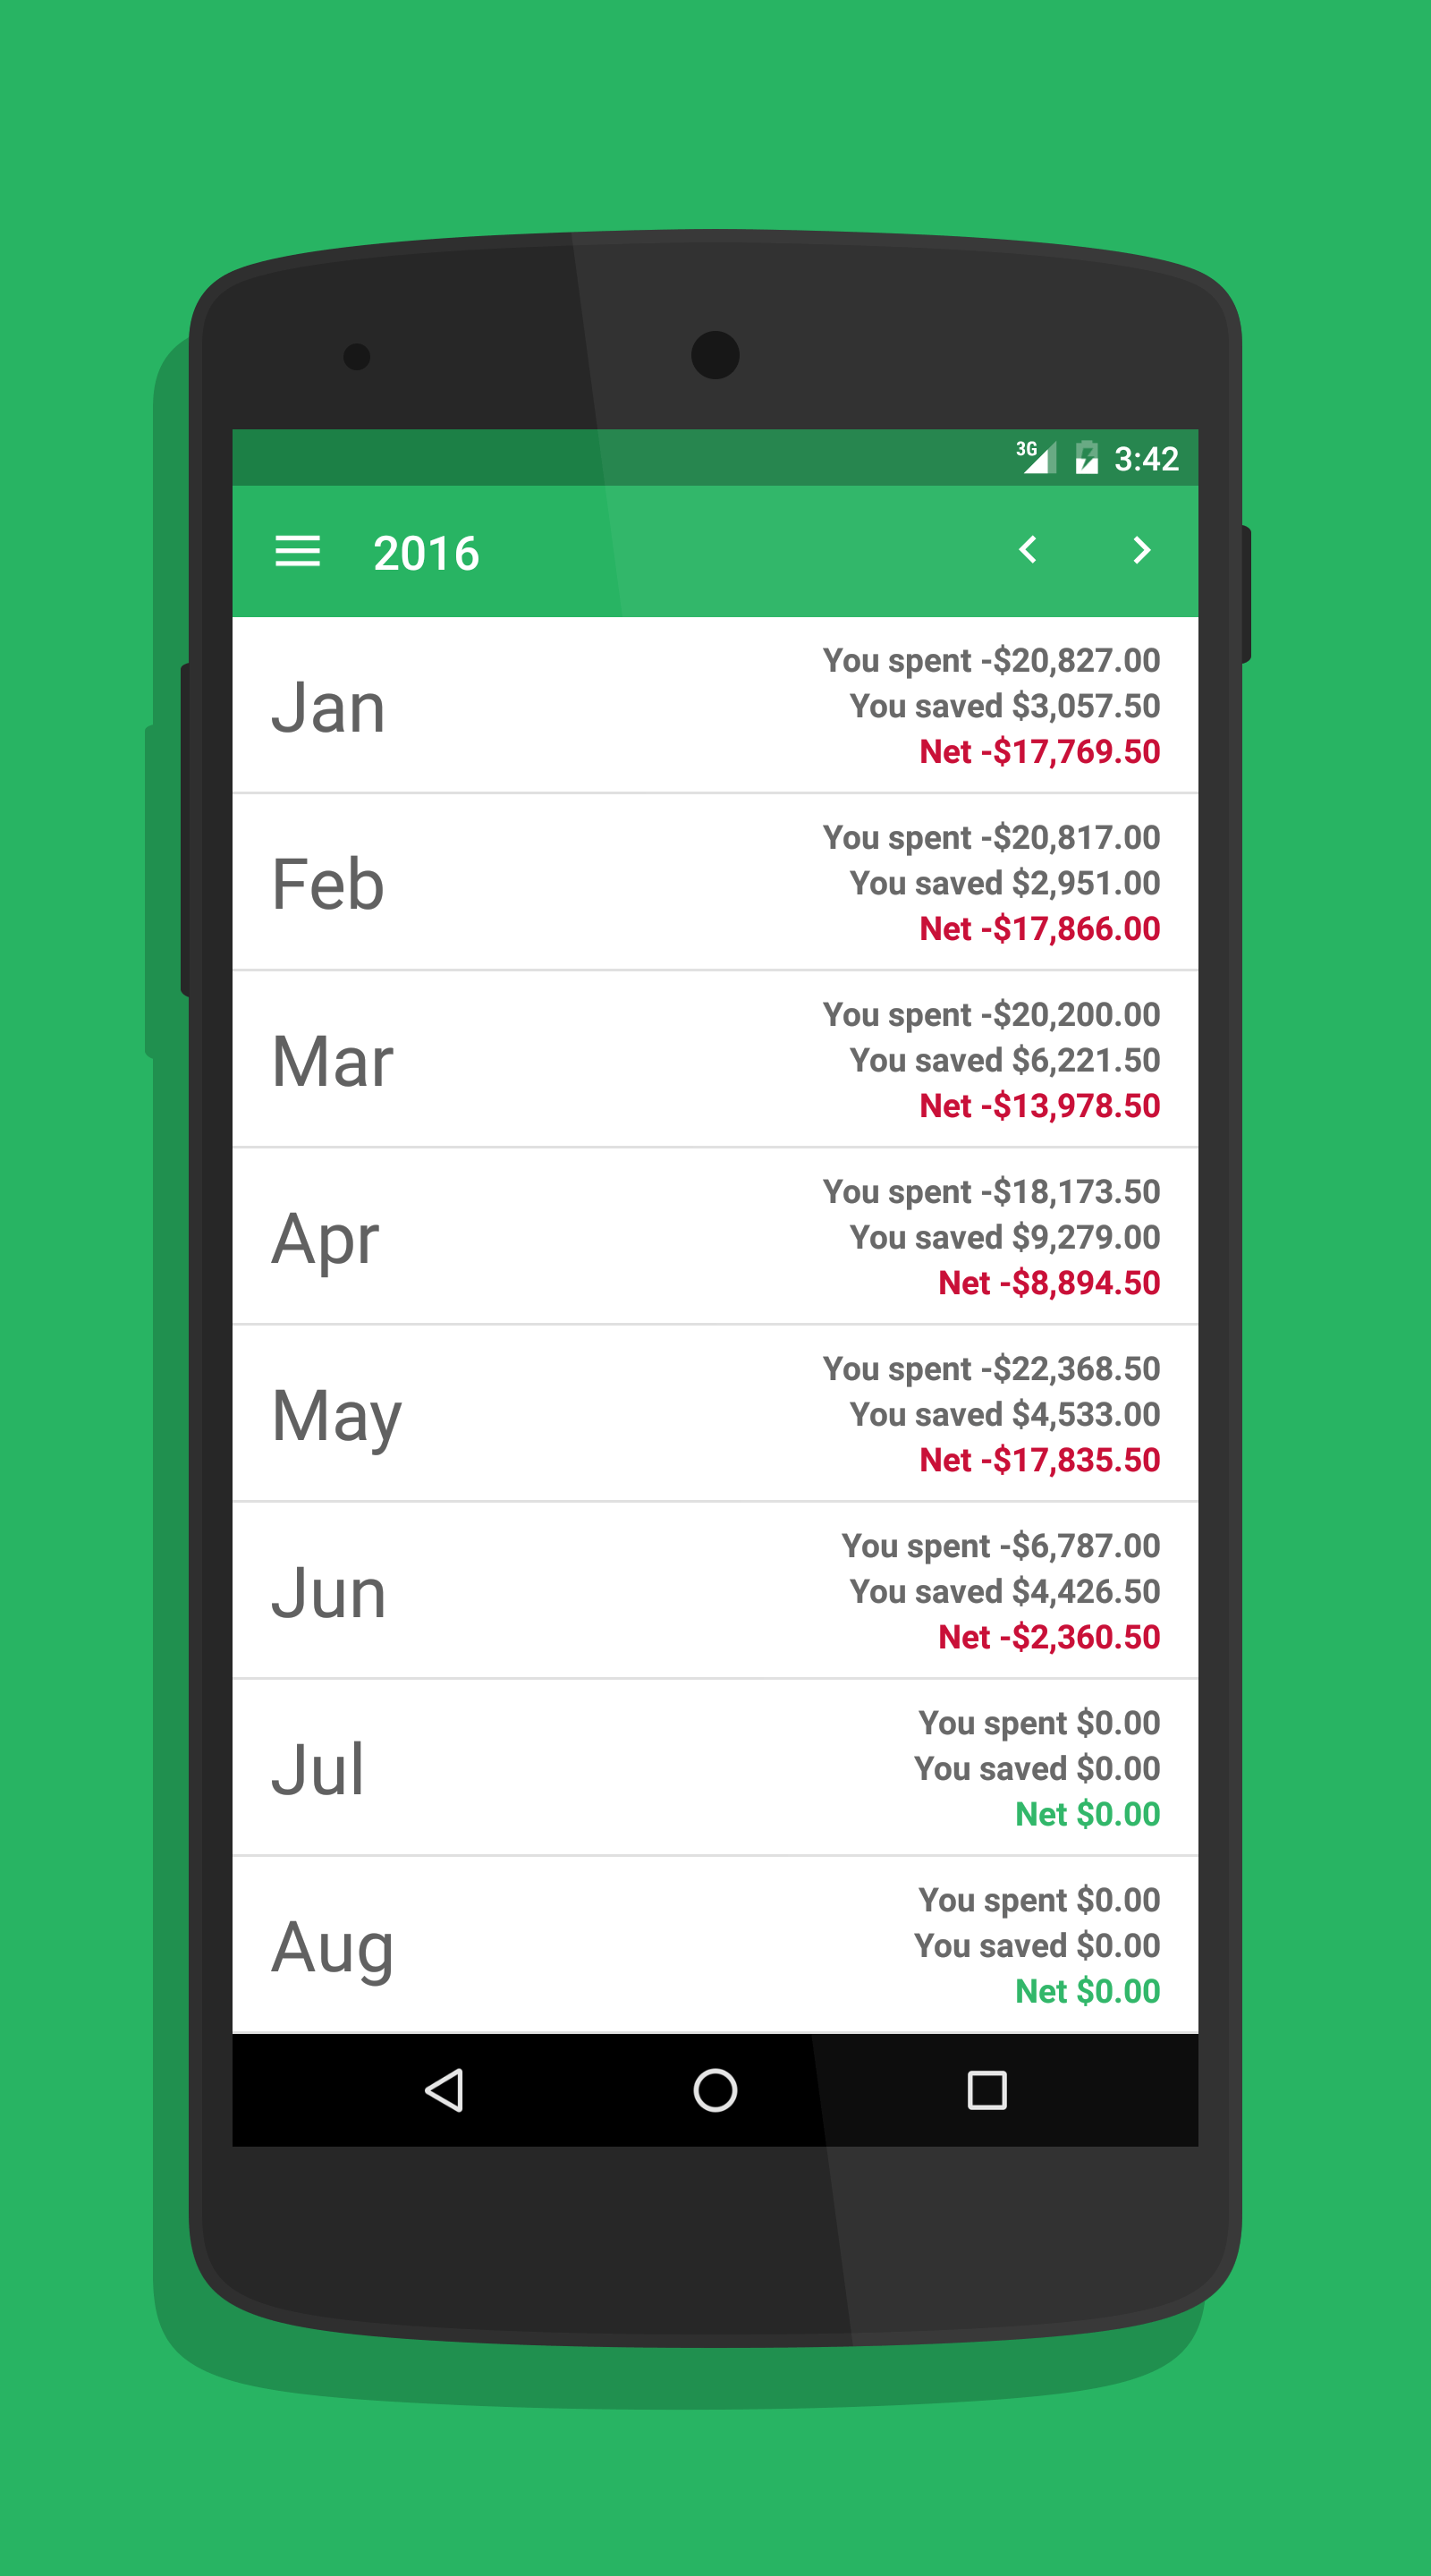 3G 3:42
2016
Jan
You spent -$20,827.00
You saved $3,057.50
Net -$17,769.50
Feb
You spent -$20,817.00
You saved $2,951.00
Net -$17,866.00
Mar
You spent -$20,200.00
You saved $6,221.50
Net -$13,978.50
Apr
You spent -$18,173.50
You saved $9,279.00
Net -$8,894.50
May
You spent -$22,368.50
You saved $4,533.00
Net -$17,835.50
Jun
You spent -$6,787.00
You saved $4,426.50
Net -$2,360.50
Jul
You spent $0.00
You saved $0.00
Net $0.00
Aug
You spent $0.00
You saved $0.00
Net $0.00